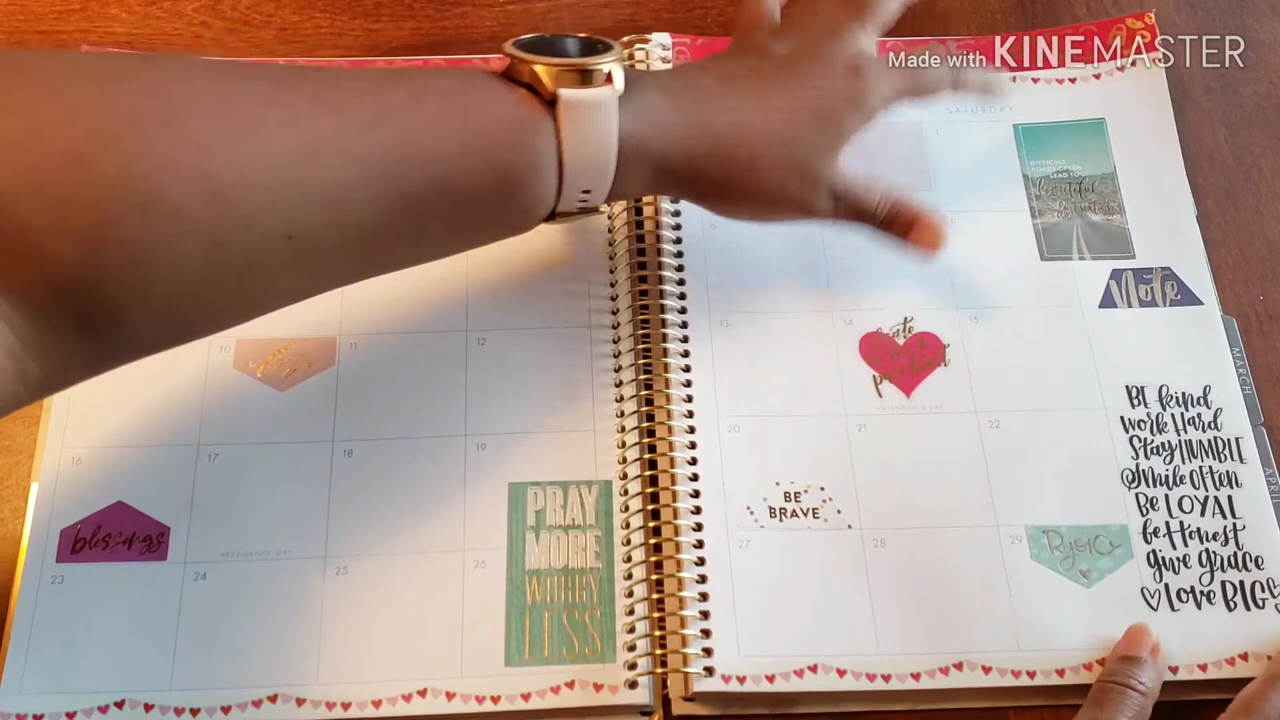 Made with KINEMASTER
SATURDAY
1
DIFFICULT
ROADS OFTEN
LEAD TO
beautiful
destinations
Note
10
11
12
13
14
15
VALENTINE'S DAY
MARCH
BE kind
work Hard
Stay HUMBLE
Smile often
Be LOYAL
be Honest
give grace
Love BIG
16
17
18
19
20
21
22
blessings
PRESIDENTS' DAY
PRAY
MORE
WORRY
LESS
BE
BRAVE
APRIL
23
24
25
26
27
28
29
Rejoice